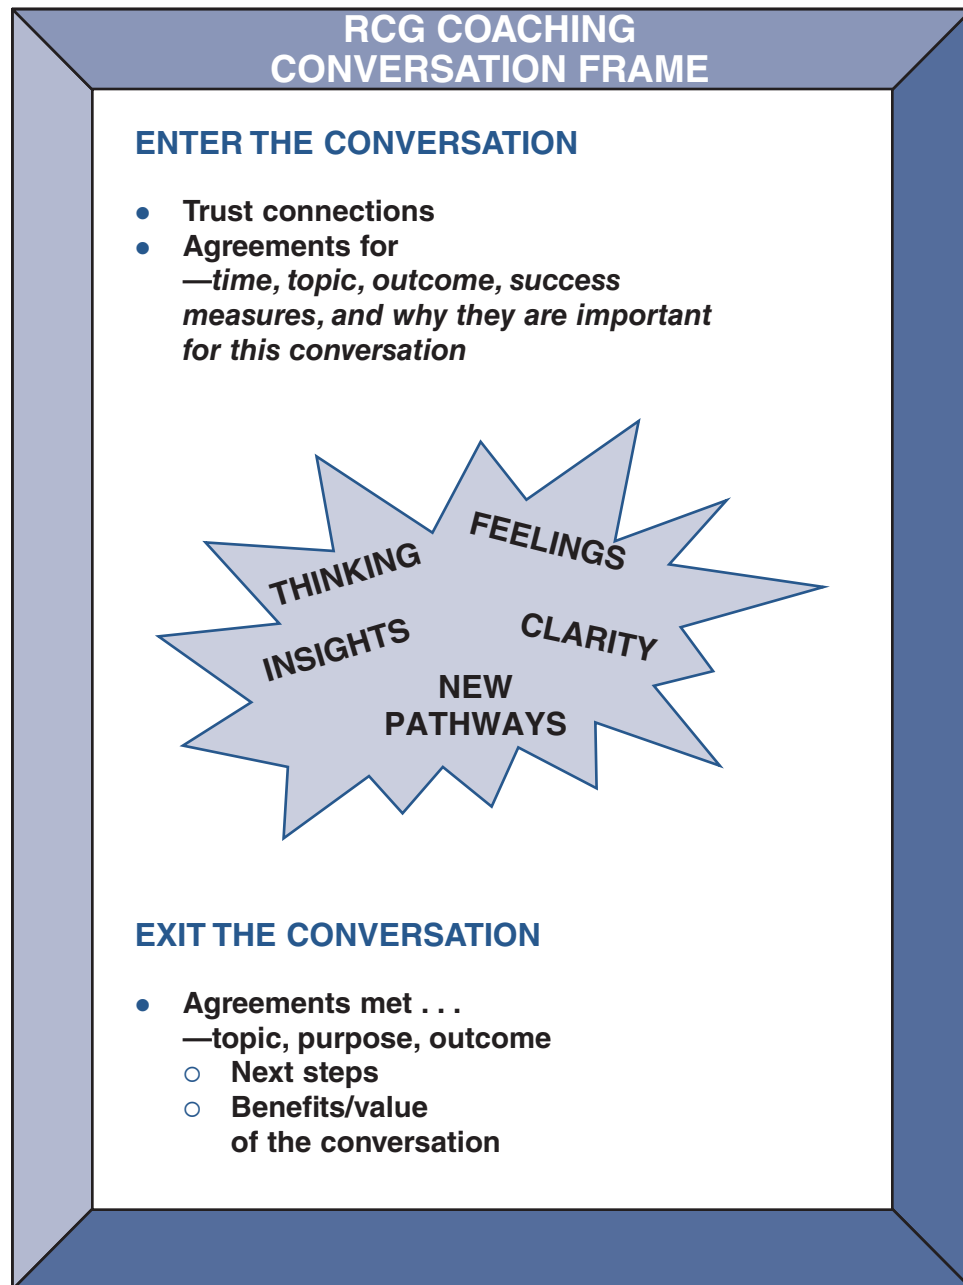 RCG COACHING
CONVERSATION FRAME
ENTER THE CONVERSATION
● Trust connections
● Agreements for
—time, topic, outcome, success
measures, and why they are important
for this conversation
THINKING
FEELINGS
INSIGHTS
CLARITY
NEW
PATHWAYS
EXIT THE CONVERSATION
● Agreements met . . .
—topic, purpose, outcome
○ Next steps
○ Benefits/value
of the conversation